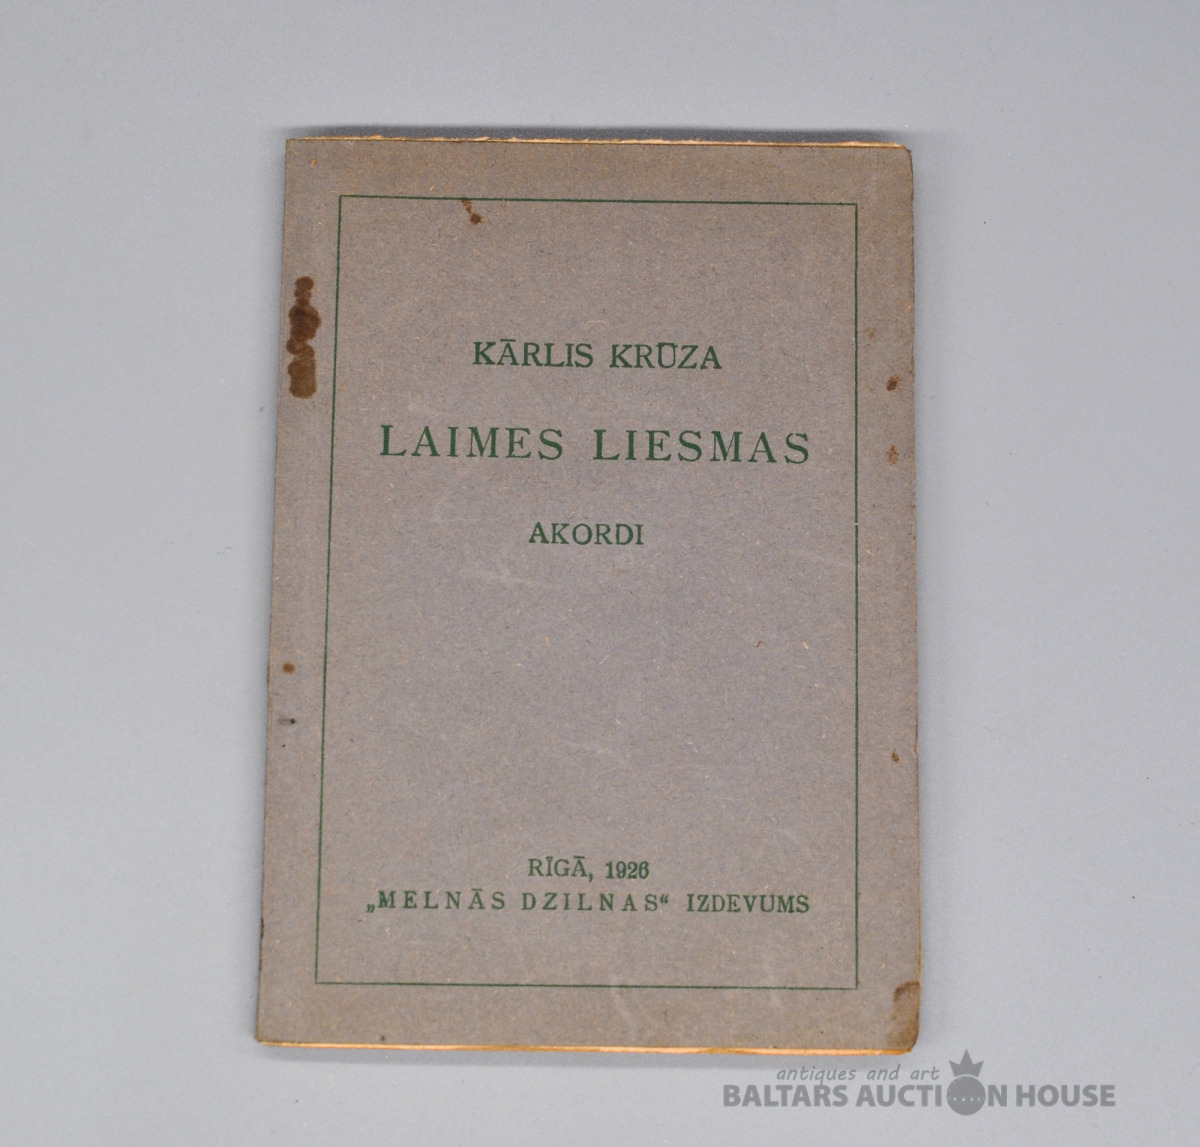 KĀRLIS KRŪZA
LAIMES LIESMAS
AKORDI
RĪGĀ, 1926
„MELNĀS DZILNAS“ IZDEVUMS
antiques and art
BALTARS AUCTION HOUSE